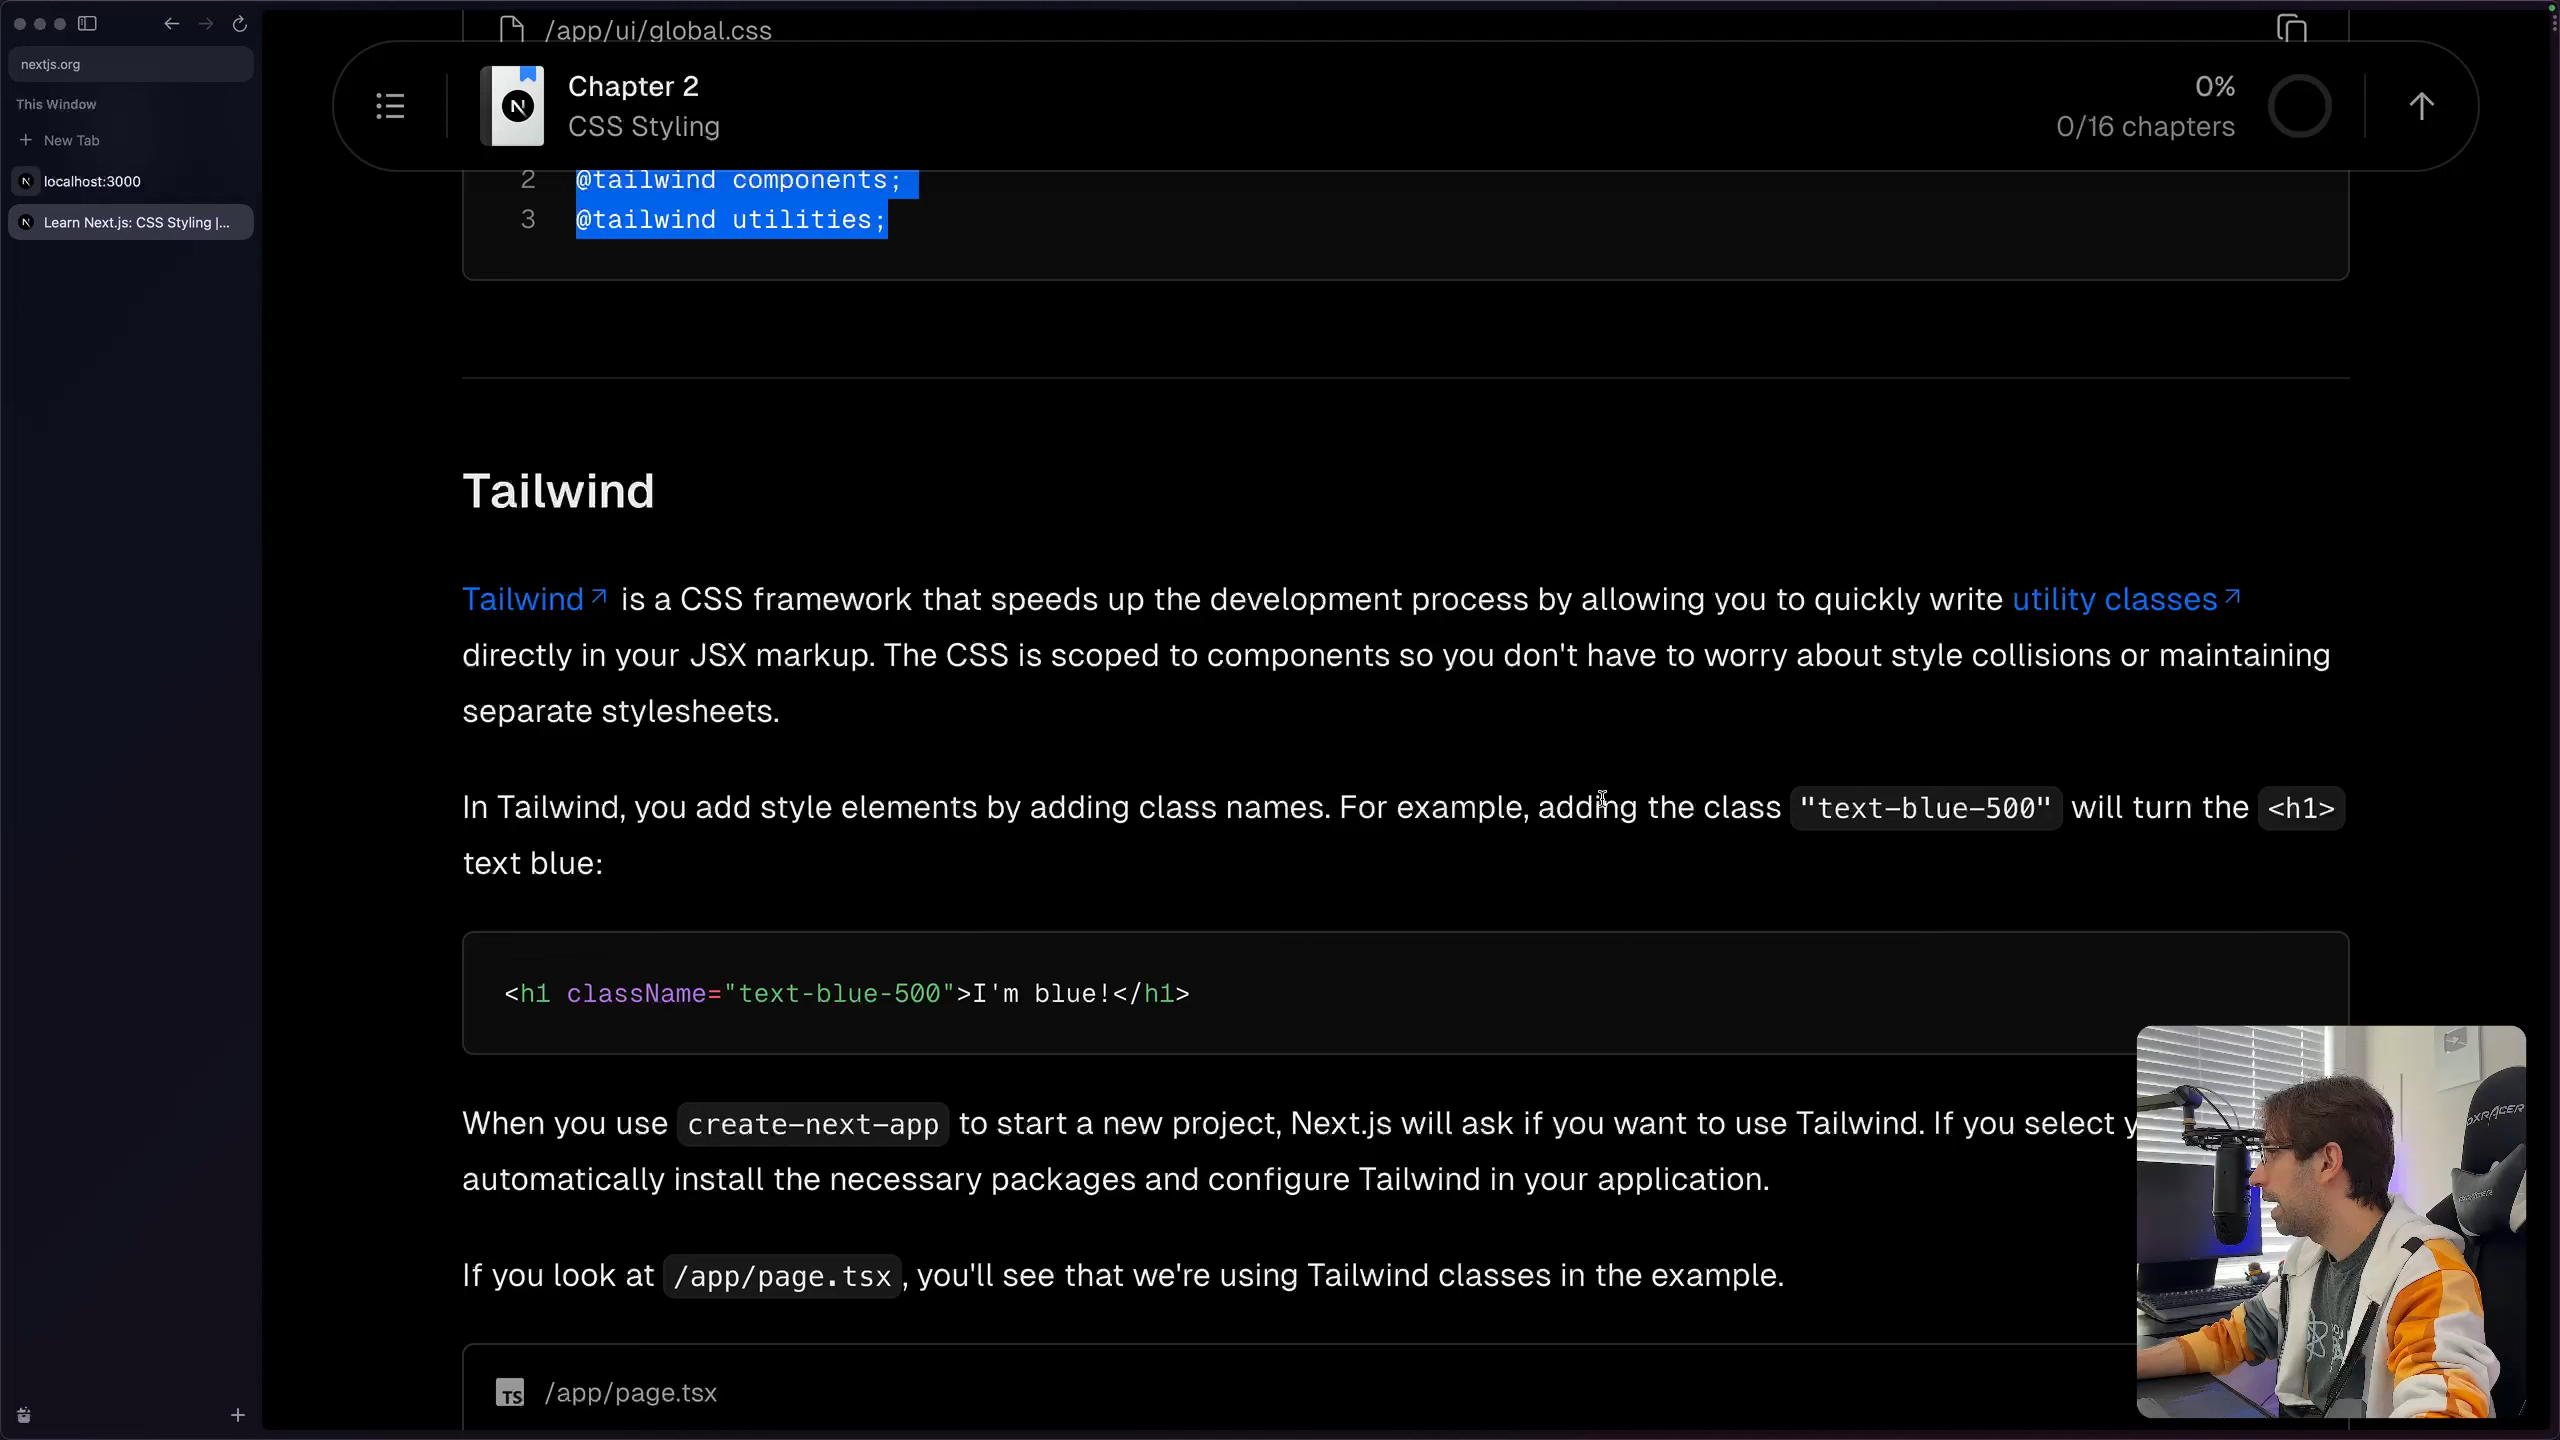 nextjs.org
This Window
New Tab
localhost:3000
Learn Next.js: CSS Styling |...
/app/ui/global.css
Chapter 2
CSS Styling
0%
0/16 chapters
2 @tailwind components;
3 @tailwind utilities;
Tailwind
Tailwind is a CSS framework that speeds up the development process by allowing you to quickly write utility classes
directly in your JSX markup. The CSS is scoped to components so you don't have to worry about style collisions or maintaining
separate stylesheets.
In Tailwind, you add style elements by adding class names. For example, adding the class "text-blue-500" will turn the <h1>
text blue:
<h1 className="text-blue-500">I'm blue!</h1>
When you use create-next-app to start a new project, Next.js will ask if you want to use Tailwind. If you select y
automatically install the necessary packages and configure Tailwind in your application.
If you look at /app/page.tsx, you'll see that we're using Tailwind classes in the example.
TS /app/page.tsx